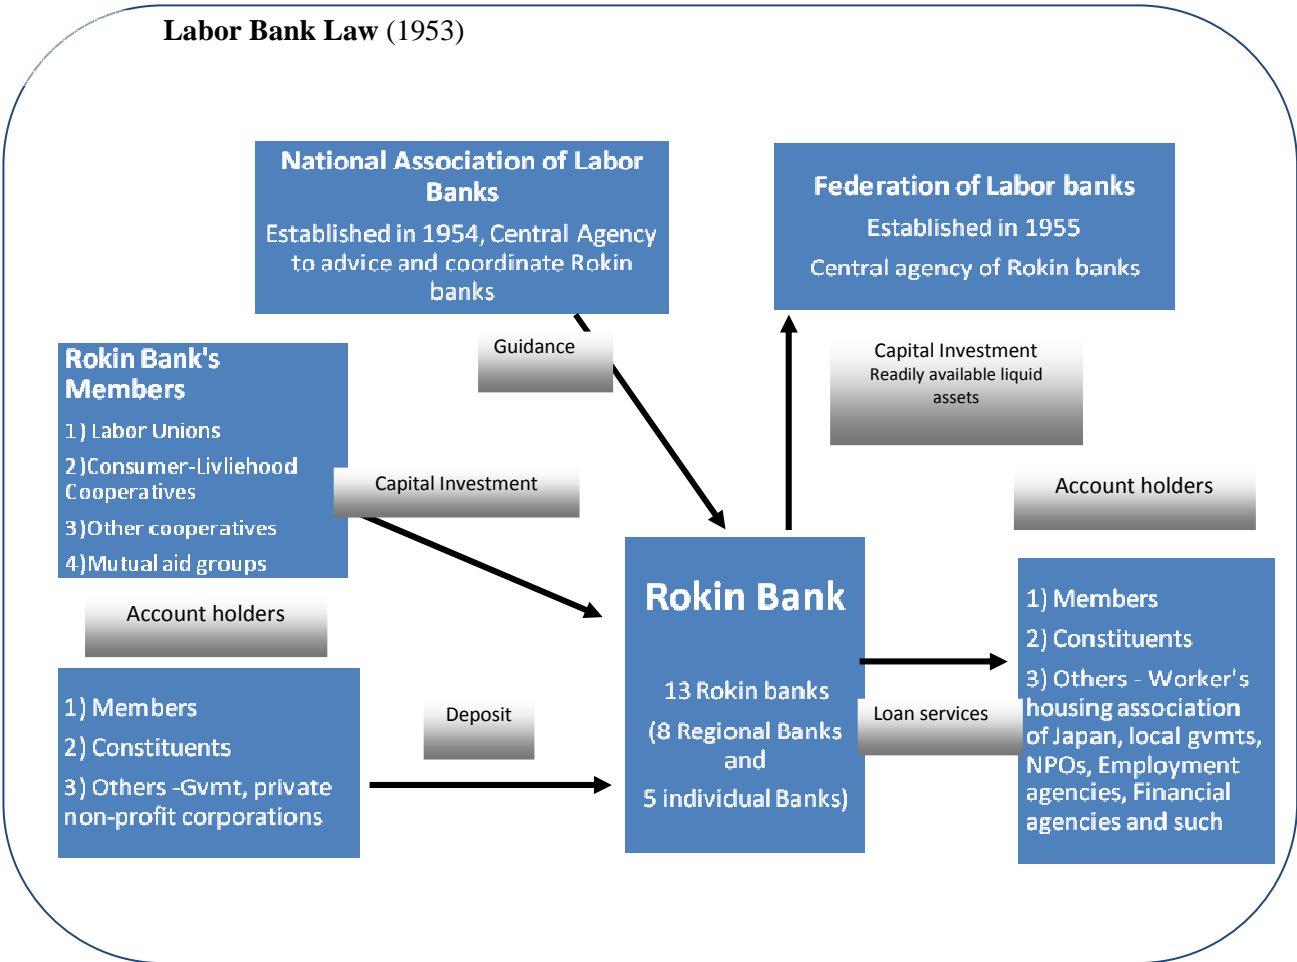 Labor Bank Law (1953)
National Association of Labor
Banks
Established in 1954, Central Agency
to advice and coordinate Rokin
banks
Federation of Labor banks
Established in 1955
Central agency of Rokin banks
Guidance
Capital Investment
Readily available liquid
assets
Rokin Bank's
Members
1) Labor Unions
2)Consumer-Livliehood
Cooperatives
3)Other cooperatives
4)Mutual aid groups
Capital Investment
Account holders
Account holders
1) Members
2) Constituents
3) Others -Gvmt, private
non-profit corporations
Deposit
Rokin Bank
13 Rokin banks
(8 Regional Banks
and
5 individual Banks)
Loan services
1) Members
2) Constituents
3) Others - Worker's
housing association
of Japan, local gvmts,
NPOs, Employment
agencies, Financial
agencies and such